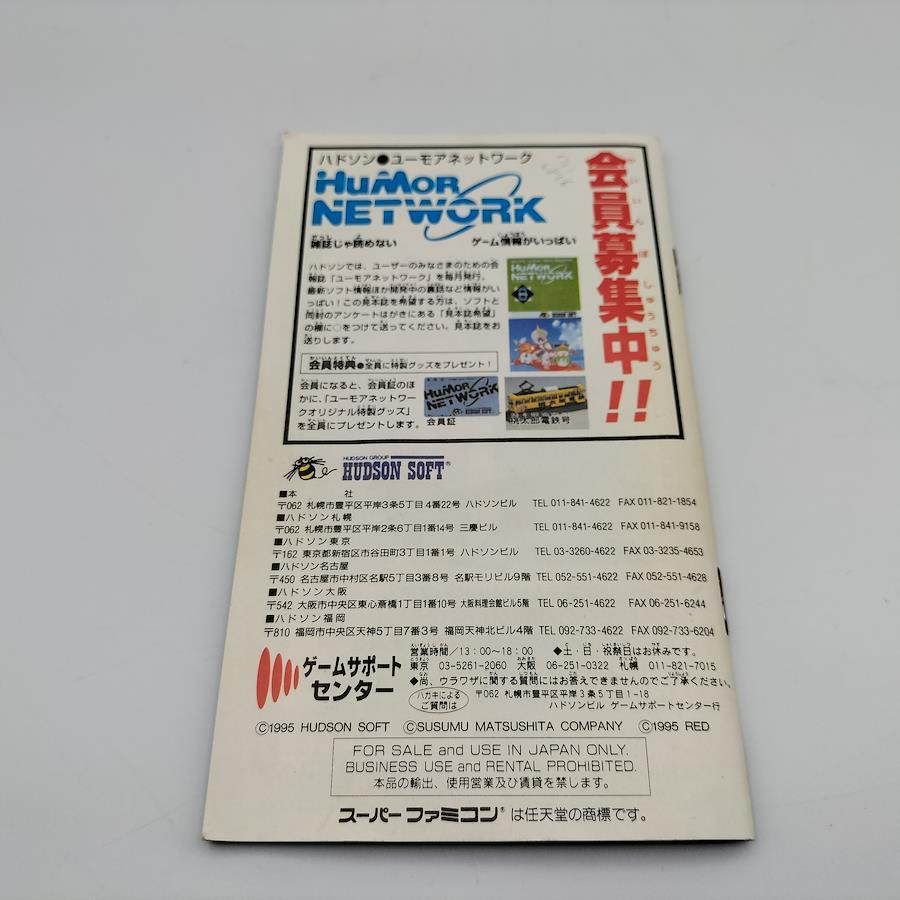 ハドソン●ユーモアネットワーク
HUMOR
NETWORK
雑誌じゃ読めない
ゲーム情報がいっぱい
会員募集中!!
かいいんぼしゅうちゅう
ハドソンでは、ユーザーのみなさまのための会
報誌「ユーモアネットワーク」を毎月発行。
最新ソフト情報ほか開発中の裏話など情報がい
っぱい!この見本誌を希望する方は、ソフトと
同封のアンケートはがきにある「見本誌希望」
の欄に○をつけて送ってください。見本誌をお
送りします。
会員特典●全員に特製グッズをプレゼント!
会員になると、会員証のほ
かに、「ユーモアネットワー
クオリジナル特製グッズ」
を全員にプレゼントします。
HUMOR
NETWORK
HUMOR
NETWORK
HUDSON SOFT
会員証
桃太郎電鉄号
HUDSON GROUP
HUDSON SOFT®
■本 社
〒062 札幌市豊平区平岸3条5丁目4番22号 ハドソンビル TEL 011-841-4622 FAX 011-821-1854
■ハドソン札幌
〒062 札幌市豊平区平岸2条6丁目1番14号 三慶ビル TEL 011-841-4622 FAX 011-841-9158
■ハドソン東京
〒162 東京都新宿区市谷田町3丁目1番1号 ハドソンビル TEL 03-3260-4622 FAX 03-3235-4653
■ハドソン名古屋
〒450 名古屋市中村区名駅5丁目3番8号 名駅モリビル9階 TEL 052-551-4622 FAX 052-551-4628
■ハドソン大阪
〒542 大阪市中央区東心斎橋1丁目1番10号 大阪料理会館ビル5階 TEL 06-251-4622 FAX 06-251-6244
■ハドソン福岡
〒810 福岡市中央区天神5丁目7番3号 福岡天神北ビル4階 TEL 092-733-4622 FAX 092-733-6204
ゲームサポート
センター
営業時間/13:00〜18:00 ◆土・日・祝祭日はお休みです。
東京 03-5261-2060 大阪 06-251-0322 札幌 011-821-7015
◆尚、ウラワザに関する質問にはお答えできませんのでご了承ください。
ハガキによる
ご質問は
〒062 札幌市豊平区平岸3条5丁目1-18
ハドソンビル ゲームサポートセンター行
©1995 HUDSON SOFT ©SUSUMU MATSUSHITA COMPANY ©1995 RED
FOR SALE and USE IN JAPAN ONLY.
BUSINESS USE and RENTAL PROHIBITED.
本品の輸出、使用営業及び賃貸を禁じます。
スーパーファミコン®は任天堂の商標です。